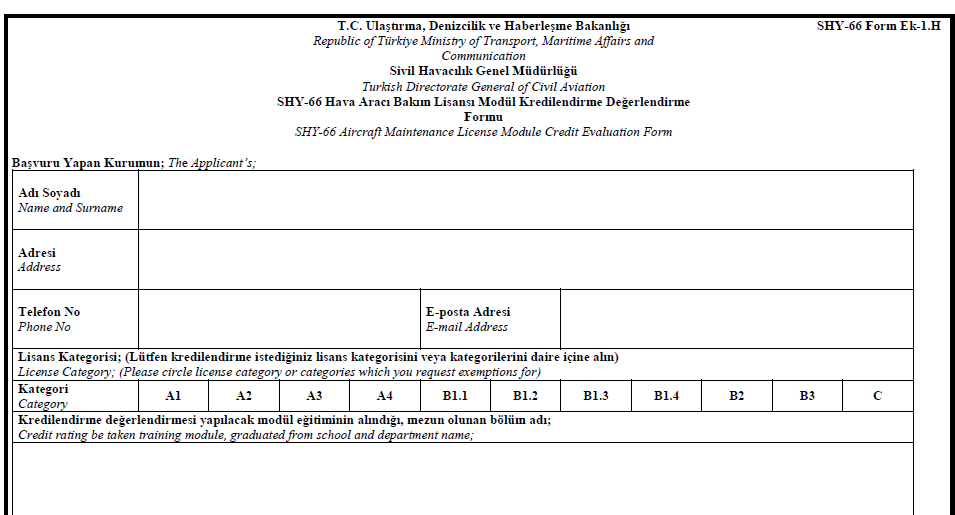 T.C. Ulaştırma, Denizcilik ve Haberleşme Bakanlığı
SHY-66 Form Ek-1.H
Republic of Türkiye Ministry of Transport, Maritime Affairs and
Communication
Sivil Havacılık Genel Müdürlüğü
Turkish Directorate General of Civil Aviation
SHY-66 Hava Aracı Bakım Lisansı Modül Kredilendirme Değerlendirme
Formu
SHY-66 Aircraft Maintenance License Module Credit Evaluation Form
Başvuru Yapan Kurumun; The Applicant's;
Adı Soyadı
Name and Surname
Adresi
Address
Telefon No
Phone No
E-posta Adresi
E-mail Address
Lisans Kategorisi; (Lütfen kredilendirme istediğiniz lisans kategorisini veya kategorilerini daire içine alın)
License Category; (Please circle license category or categories which you request exemptions for)
Kategori
Category
A1 A2 A3 A4 B1.1 B1.2 B1.3 B1.4 B2 B3 C
Kredilendirme değerlendirmesi yapılacak modül eğitiminin alındığı, mezun olunan bölüm adı;
Credit rating be taken training module, graduated from school and department name;